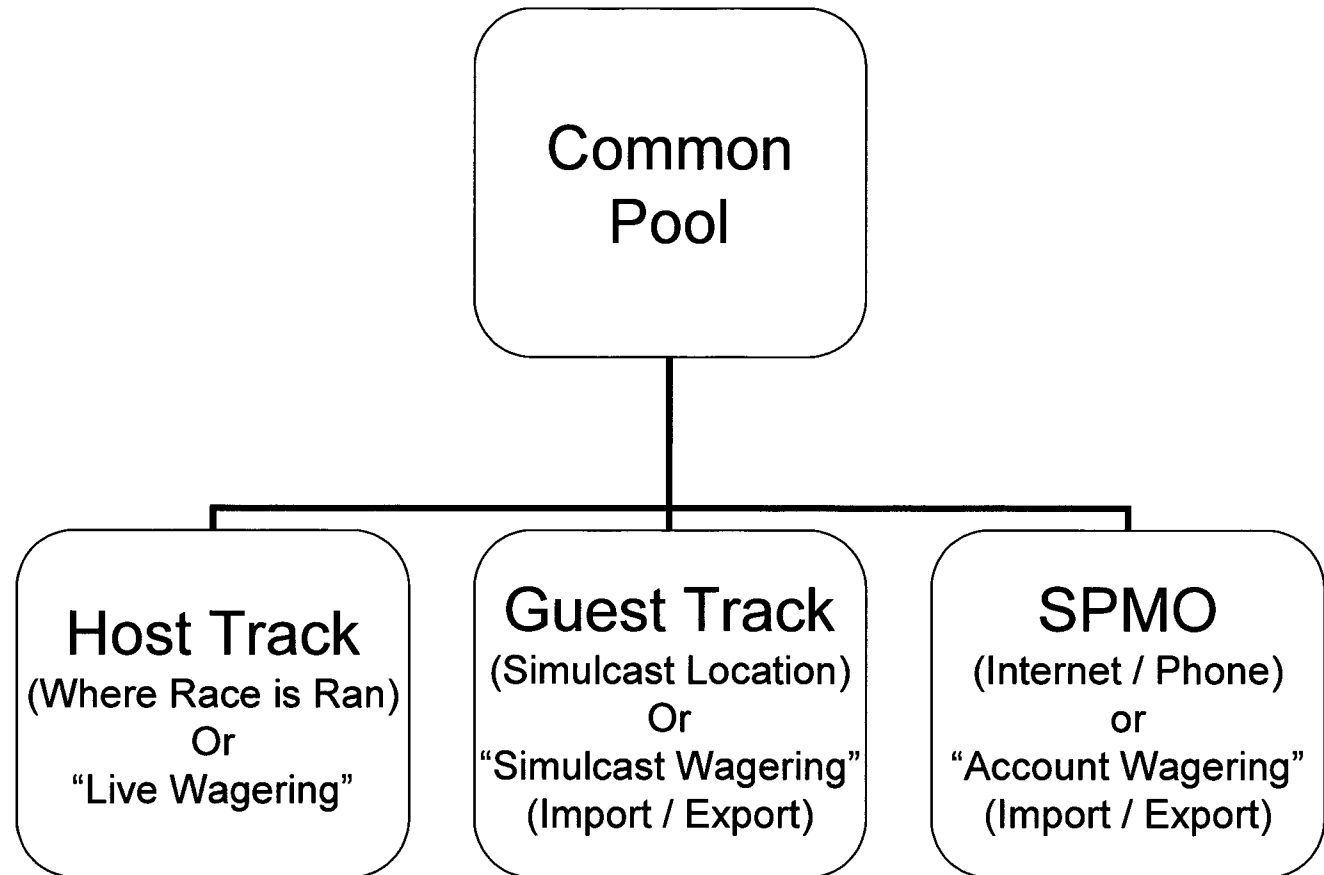 Common
Pool
Host Track
(Where Race is Ran)
Or
“Live Wagering”
Guest Track
(Simulcast Location)
Or
“Simulcast Wagering”
(Import / Export)
SPMO
(Internet / Phone)
or
“Account Wagering”
(Import / Export)